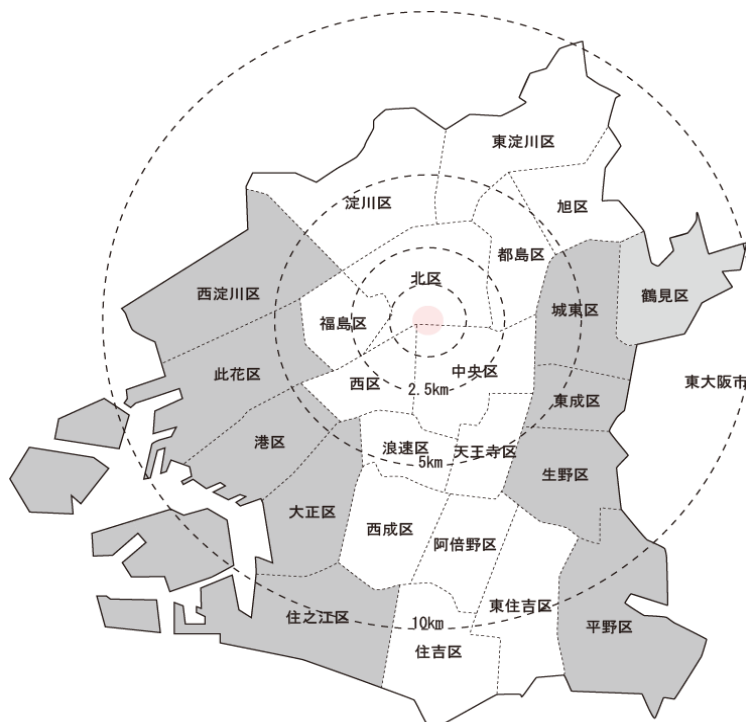 東淀川区
淀川区
旭区
都島区
北区
西淀川区
鶴見区
城東区
福島区
中央区
此花区
西区
2.5km
東大阪市
東成区
港区
浪速区
天王寺区
5km
生野区
大正区
西成区
阿倍野区
東住吉区
住之江区
10km
平野区
住吉区